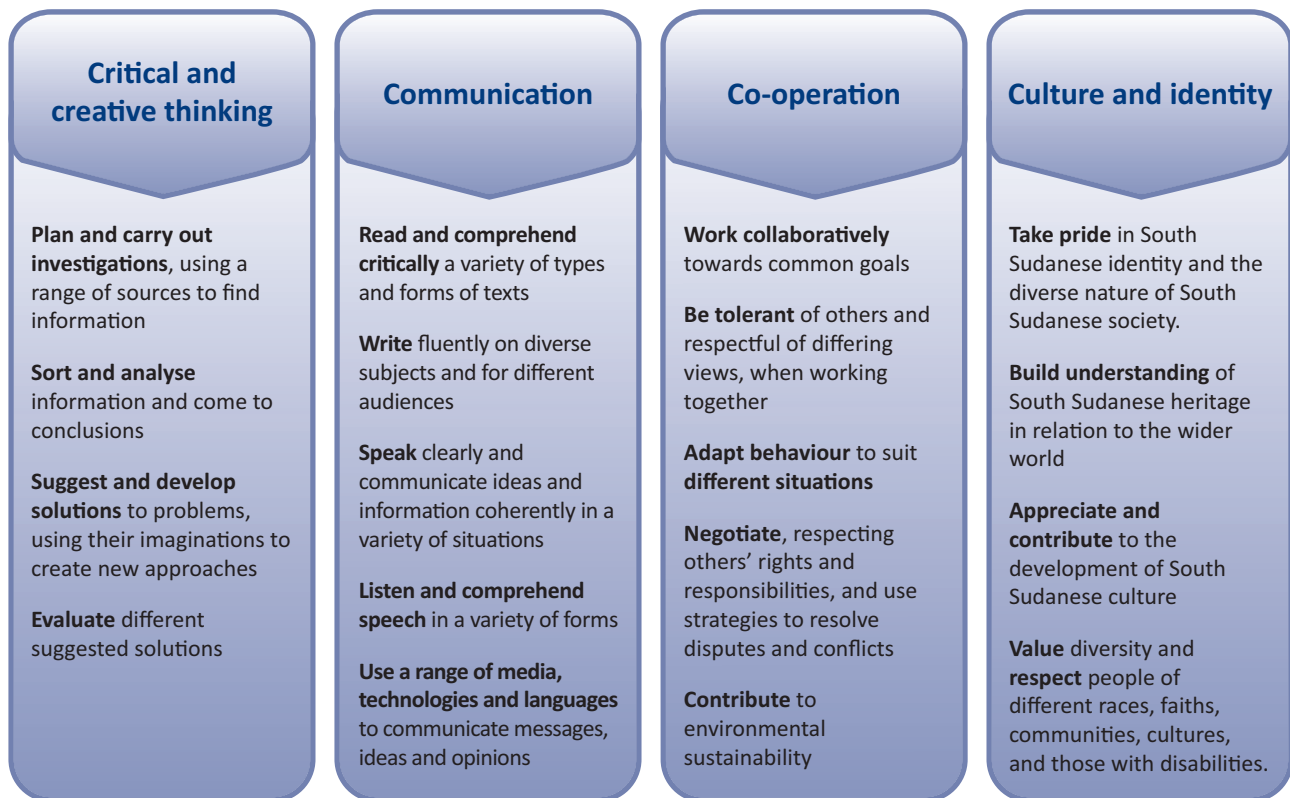 Critical and
creative thinking
Plan and carry out
investigations, using a
range of sources to find
information
Sort and analyse
information and come to
conclusions
Suggest and develop
solutions to problems,
using their imaginations to
create new approaches
Evaluate different
suggested solutions
Communication
Read and comprehend
critically a variety of types
and forms of texts
Write fluently on diverse
subjects and for different
audiences
Speak clearly and
communicate ideas and
information coherently in a
variety of situations
Listen and comprehend
speech in a variety of forms
Use a range of media,
technologies and languages
to communicate messages,
ideas and opinions
Co-operation
Work collaboratively
towards common goals
Be tolerant of others and
respectful of differing
views, when working
together
Adapt behaviour to suit
different situations
Negotiate, respecting
others’ rights and
responsibilities, and use
strategies to resolve
disputes and conflicts
Contribute to
environmental
sustainability
Culture and identity
Take pride in South
Sudanese identity and the
diverse nature of South
Sudanese society.
Build understanding of
South Sudanese heritage
in relation to the wider
world
Appreciate and
contribute to the
development of South
Sudanese culture
Value diversity and
respect people of
different races, faiths,
communities, cultures,
and those with disabilities.